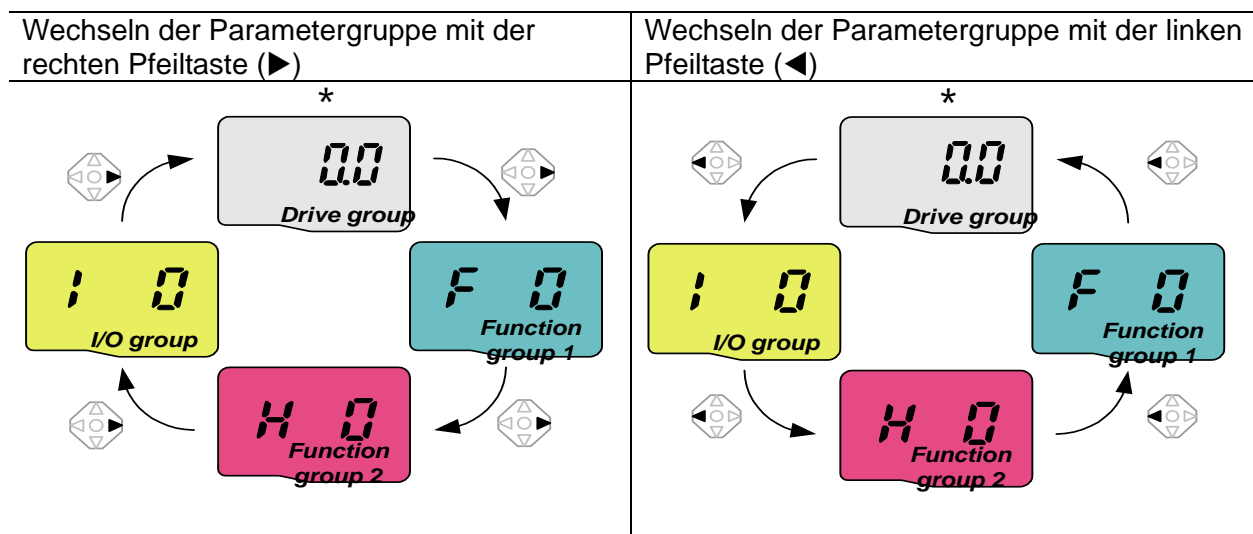 Wechseln der Parametergruppe mit der
rechten Pfeiltaste (▶)
*
0.0
Drive group
I 0
I/O group
F 0
Function
group 1
H 0
Function
group 2
Wechseln der Parametergruppe mit der linken
Pfeiltaste (◀)
*
0.0
Drive group
I 0
I/O group
F 0
Function
group 1
H 0
Function
group 2